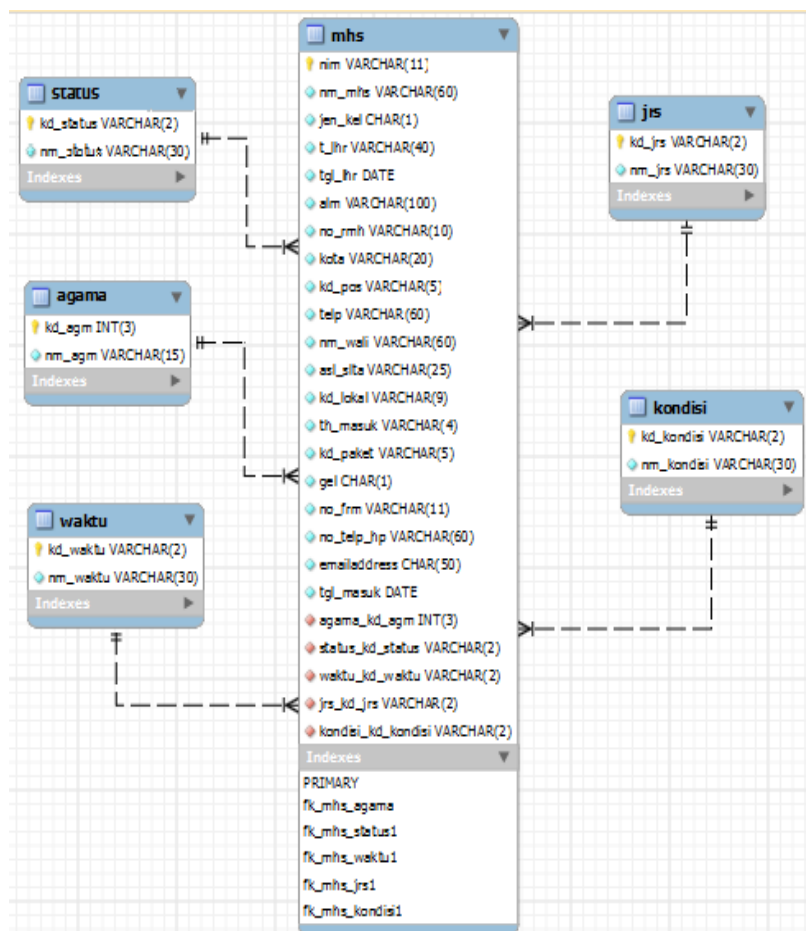 mhs
nim VARCHAR(11)
nm_mhs VARCHAR(60)
jen_kel CHAR(1)
t_lhr VARCHAR(40)
tgl_lhr DATE
alm VARCHAR(100)
no_rmh VARCHAR(10)
kota VARCHAR(20)
kd_pos VARCHAR(5)
telp VARCHAR(60)
nm_wali VARCHAR(60)
asl_slta VARCHAR(25)
kd_lokal VARCHAR(9)
th_masuk VARCHAR(4)
kd_paket VARCHAR(5)
gel CHAR(1)
no_frm VARCHAR(11)
no_telp_hp VARCHAR(60)
emailaddress CHAR(50)
tgl_masuk DATE
agama_kd_agm INT(3)
status_kd_status VARCHAR(2)
waktu_kd_waktu VARCHAR(2)
jrs_kd_jrs VARCHAR(2)
kondisi_kd_kondisi VARCHAR(2)
Indexes
PRIMARY
fk_mhs_agama
fk_mhs_status1
fk_mhs_waktu1
fk_mhs_jrs1
fk_mhs_kondisi1
status
kd_status VARCHAR(2)
nm_status VARCHAR(30)
Indexes
agama
kd_agm INT(3)
nm_agm VARCHAR(15)
Indexes
waktu
kd_waktu VARCHAR(2)
nm_waktu VARCHAR(30)
Indexes
jrs
kd_jrs VARCHAR(2)
nm_jrs VARCHAR(30)
Indexes
kondisi
kd_kondisi VARCHAR(2)
nm_kondisi VARCHAR(30)
Indexes